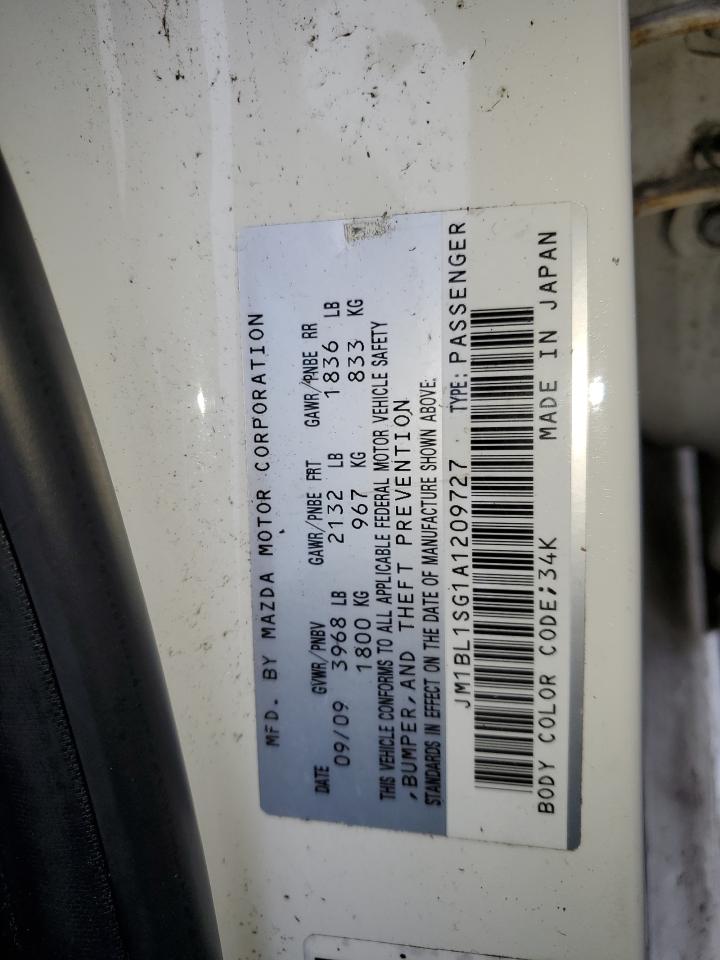 MFD. BY MAZDA MOTOR CORPORATION
DATE GVWR/PNBV GAWR/PNBE FRT GAWR/PNBE RR
09/09 3968 LB 2132 LB 1836 LB
1800 KG 967 KG 833 KG
THIS VEHICLE CONFORMS TO ALL APPLICABLE FEDERAL MOTOR VEHICLE SAFETY
,BUMPER,AND THEFT PREVENTION
STANDARDS IN EFFECT ON THE DATE OF MANUFACTURE SHOWN ABOVE.
JM1BL1SG1A1209727 TYPE: PASSENGER
BODY COLOR CODE;34K MADE IN JAPAN